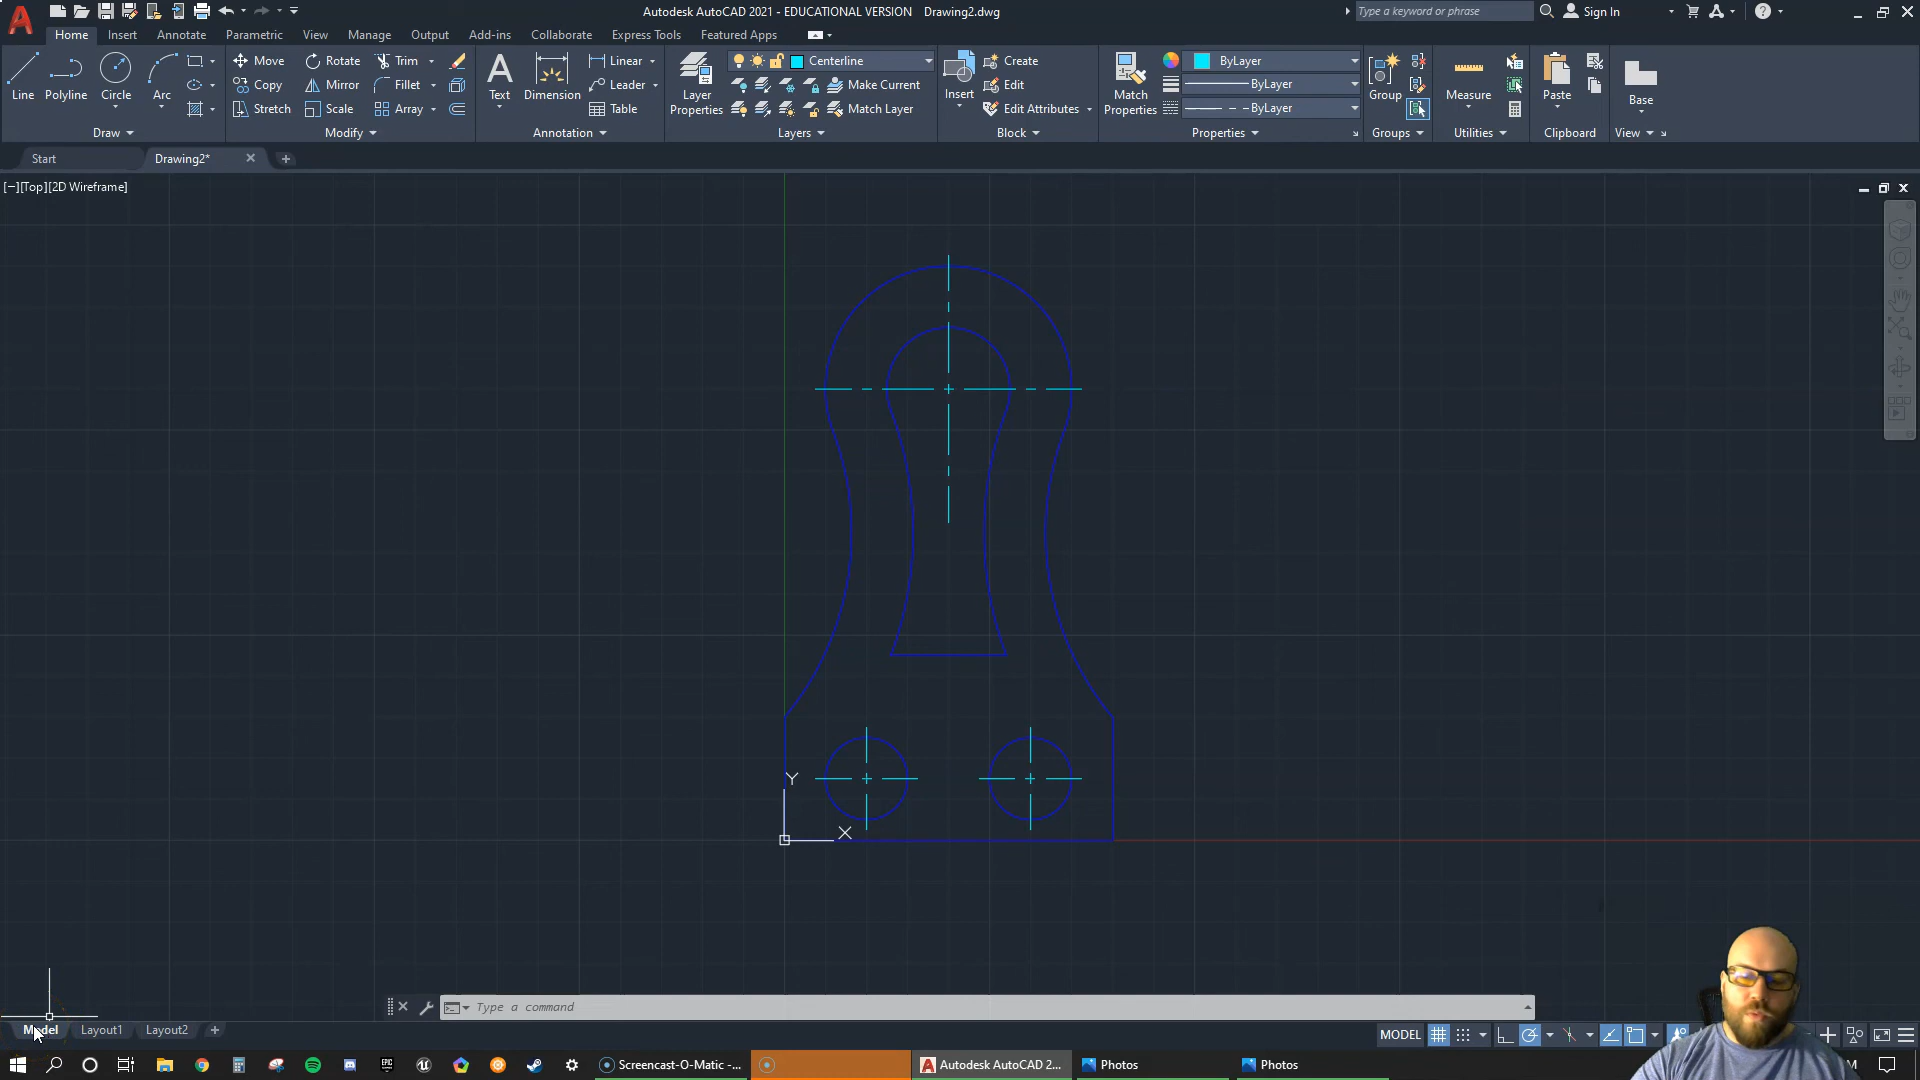 Autodesk AutoCAD 2021 - EDUCATIONAL VERSION Drawing2.dwg
Type a keyword or phrase
Sign In
Home Insert Annotate Parametric View Manage Output Add-ins Collaborate Express Tools Featured Apps
Line Polyline Circle Arc
Move Rotate Trim
Copy Mirror Fillet
Stretch Scale Array
Text Dimension
Linear
Leader
Table
Layer Properties
Centerline
Make Current
Match Layer
Insert
Create
Edit
Edit Attributes
Match Properties
ByLayer
ByLayer
ByLayer
Group
Measure
Paste
Base
Draw Modify Annotation Layers Block Properties Groups Utilities Clipboard View
Start Drawing2*
[−][Top][2D Wireframe]
Y
X
Type a command
Model Layout1 Layout2
MODEL
Screencast-O-Matic -...
Autodesk AutoCAD 2...
Photos
Photos